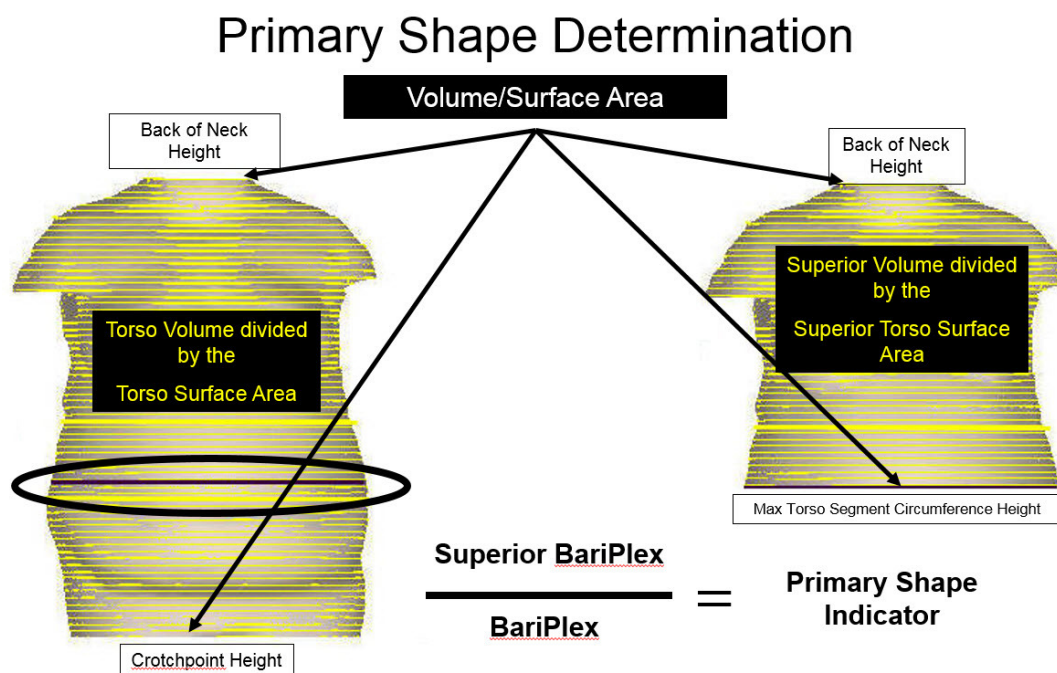 Primary Shape Determination
Volume/Surface Area
Back of Neck
Height
Back of Neck
Height
Torso Volume divided
by the
Torso Surface Area
Superior Volume divided
by the
Superior Torso Surface
Area
Max Torso Segment Circumference Height
Superior BariPlex
BariPlex
=
Primary Shape
Indicator
Crotchpoint Height